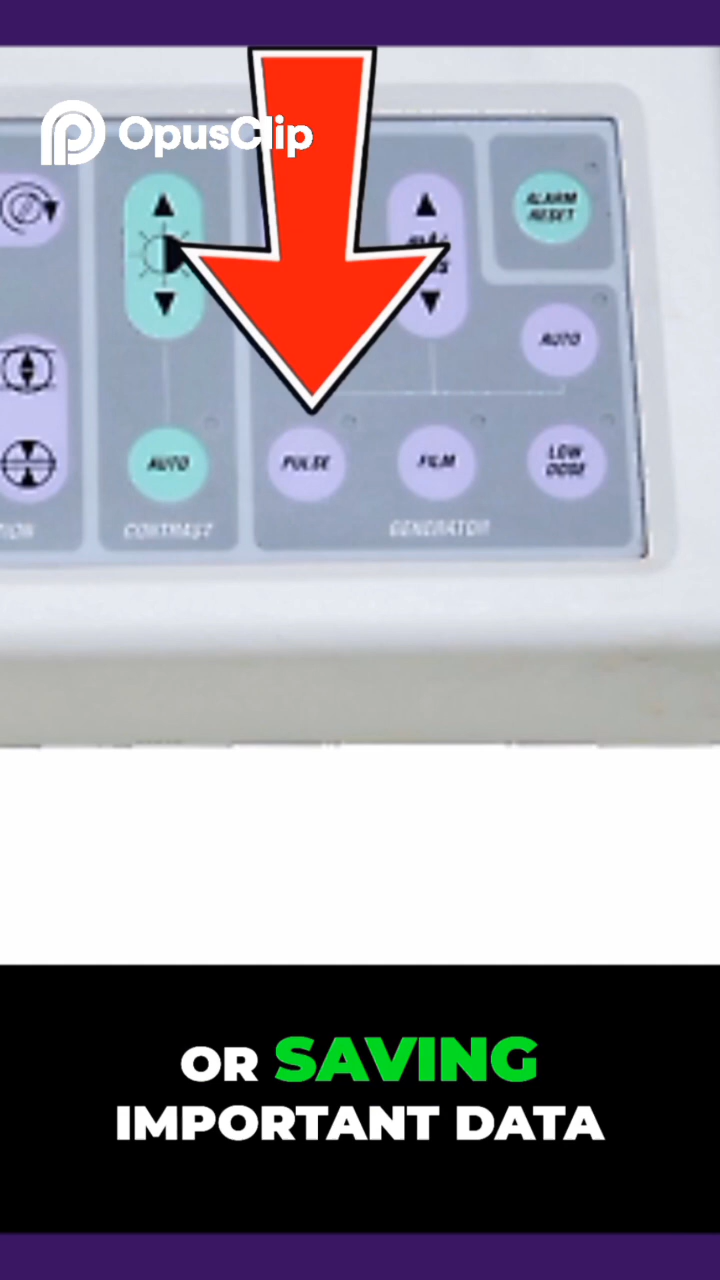 OpusClip
ALARM
RESET
AUTO
AUTO
PULSE
FILM
LOW
DOSE
CONTRAST
GENERATOR
OR SAVING
IMPORTANT DATA